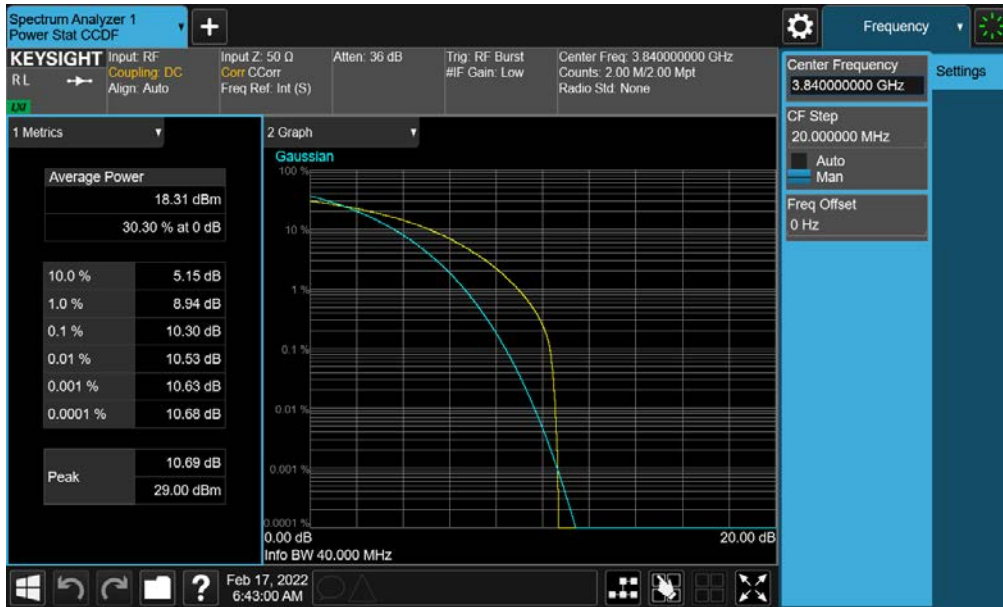 Spectrum Analyzer 1
Power Stat CCDF
Frequency
KEYSIGHT
RL
LXI
Input: RF
Coupling: DC
Align: Auto
Input Z: 50 Ω
Corr CCorr
Freq Ref: Int (S)
Atten: 36 dB
Trig: RF Burst
#IF Gain: Low
Center Freq: 3.840000000 GHz
Counts: 2.00 M/2.00 Mpt
Radio Std: None
Center Frequency
3.840000000 GHz
Settings
CF Step
20.000000 MHz
Auto
Man
Freq Offset
0 Hz
1 Metrics
Average Power
18.31 dBm
30.30 % at 0 dB
10.0 % 5.15 dB
1.0 % 8.94 dB
0.1 % 10.30 dB
0.01 % 10.53 dB
0.001 % 10.63 dB
0.0001 % 10.68 dB
Peak
10.69 dB
29.00 dBm
2 Graph
Gaussian
100 %
10 %
1 %
0.1 %
0.01 %
0.001 %
0.0001 %
0.00 dB 20.00 dB
Info BW 40.000 MHz
?
Feb 17, 2022
6:43:00 AM